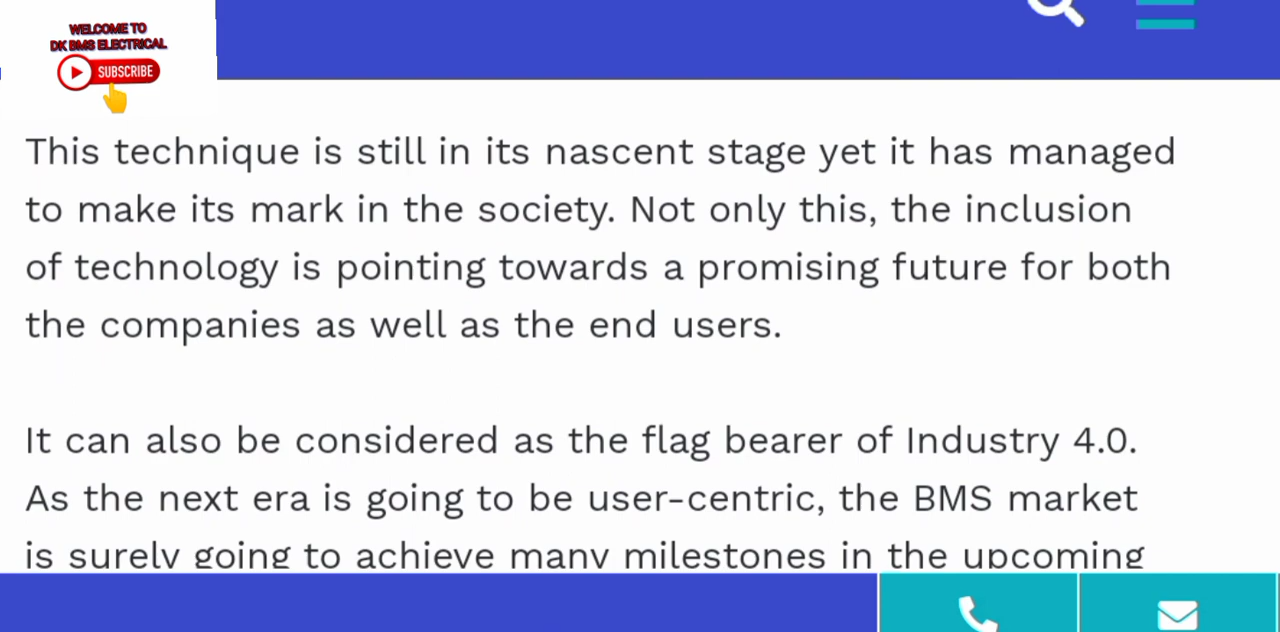 WELCOME TO
DK BMS ELECTRICAL
SUBSCRIBE
This technique is still in its nascent stage yet it has managed
to make its mark in the society. Not only this, the inclusion
of technology is pointing towards a promising future for both
the companies as well as the end users.
It can also be considered as the flag bearer of Industry 4.0.
As the next era is going to be user-centric, the BMS market
is surely going to achieve many milestones in the upcoming